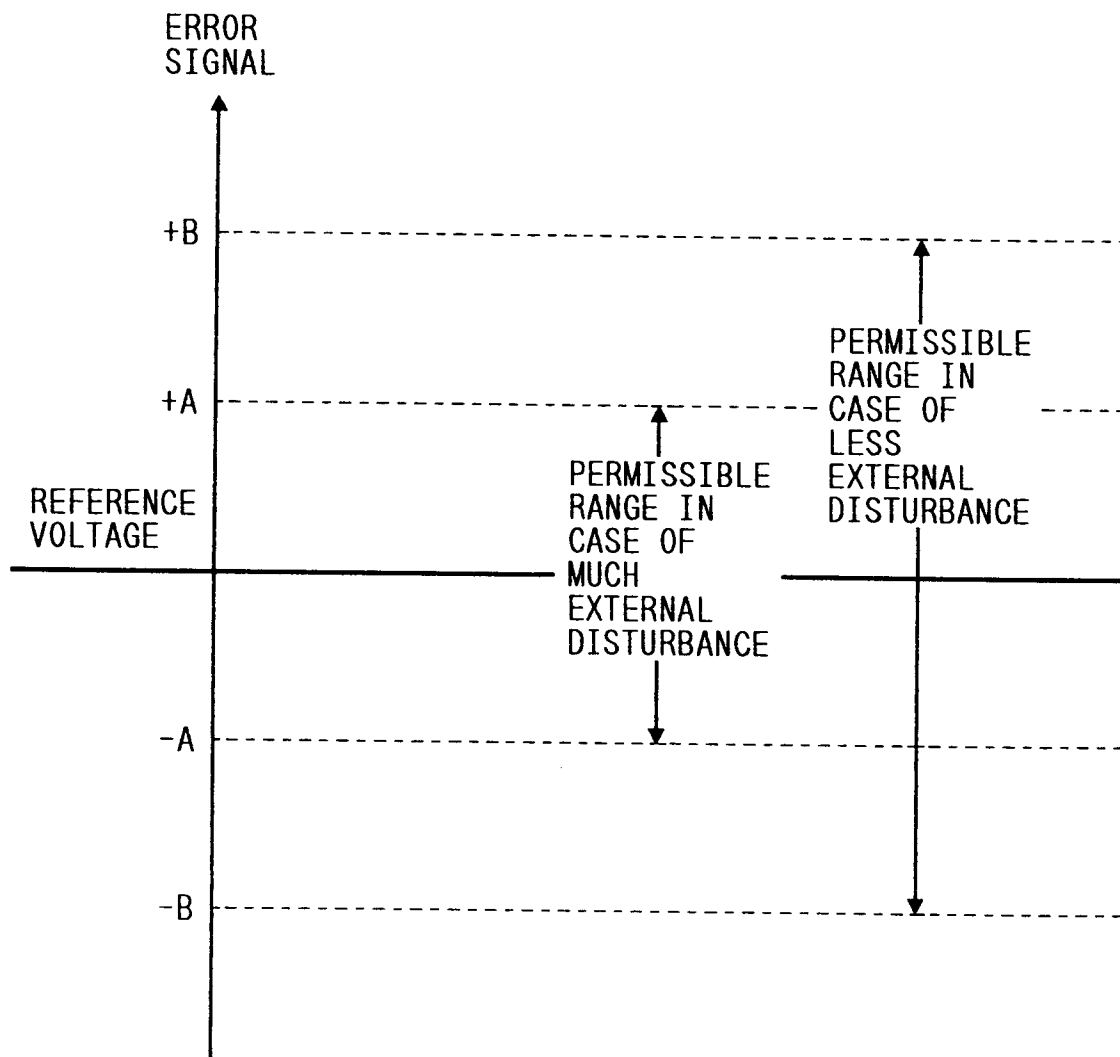 ERROR
SIGNAL
+B
+A
REFERENCE
VOLTAGE
-A
-B
PERMISSIBLE
RANGE IN
CASE OF
MUCH
EXTERNAL
DISTURBANCE
PERMISSIBLE
RANGE IN
CASE OF
LESS
EXTERNAL
DISTURBANCE